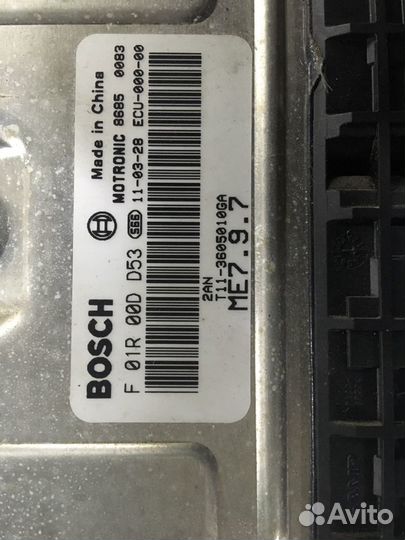 Made in China
MOTRONIC 8685 0083
S66 11-03-28 ECU-000-00
BOSCH
F 01R 00D D53
2AN
T11-3605010GA
ME7.9.7
Avito